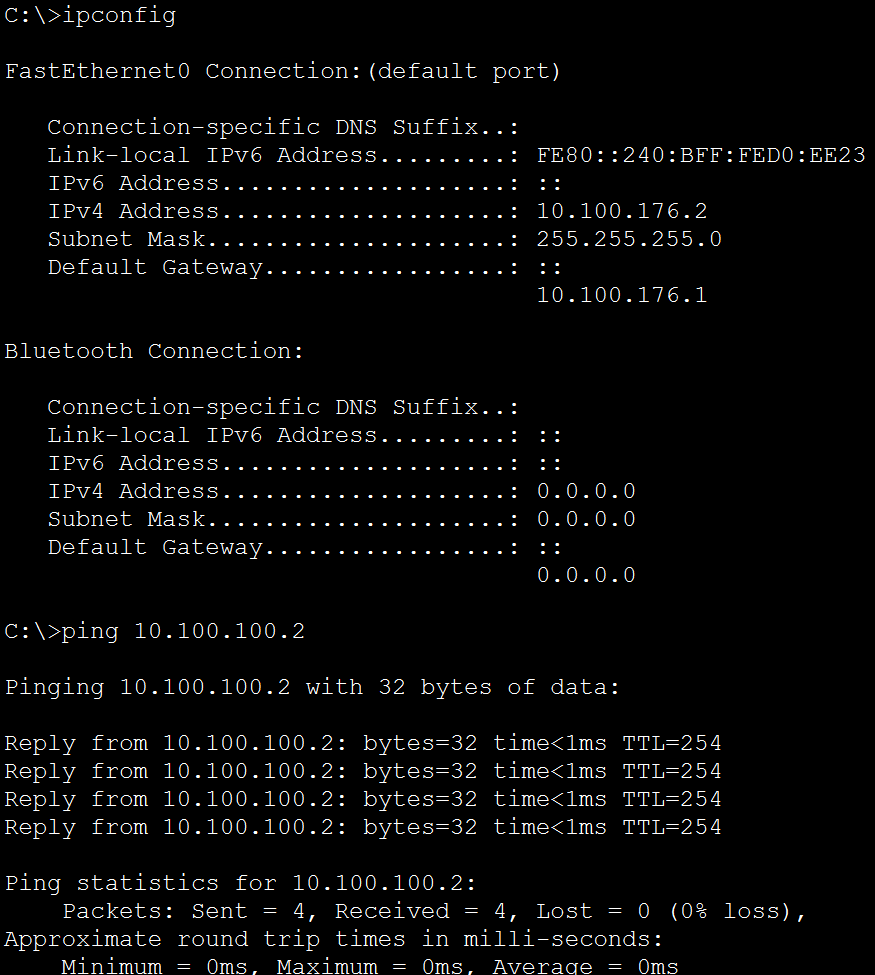 C:\>ipconfig
FastEthernet0 Connection:(default port)
Connection-specific DNS Suffix..:
Link-local IPv6 Address.........: FE80::240:BFF:FED0:EE23
IPv6 Address....................: ::
IPv4 Address....................: 10.100.176.2
Subnet Mask.....................: 255.255.255.0
Default Gateway.................: ::
10.100.176.1
Bluetooth Connection:
Connection-specific DNS Suffix..:
Link-local IPv6 Address.........: ::
IPv6 Address....................: ::
IPv4 Address....................: 0.0.0.0
Subnet Mask.....................: 0.0.0.0
Default Gateway.................: ::
0.0.0.0
C:\>ping 10.100.100.2
Pinging 10.100.100.2 with 32 bytes of data:
Reply from 10.100.100.2: bytes=32 time<1ms TTL=254
Reply from 10.100.100.2: bytes=32 time<1ms TTL=254
Reply from 10.100.100.2: bytes=32 time<1ms TTL=254
Reply from 10.100.100.2: bytes=32 time<1ms TTL=254
Ping statistics for 10.100.100.2:
Packets: Sent = 4, Received = 4, Lost = 0 (0% loss),
Approximate round trip times in milli-seconds:
Minimum = 0ms, Maximum = 0ms, Average = 0ms